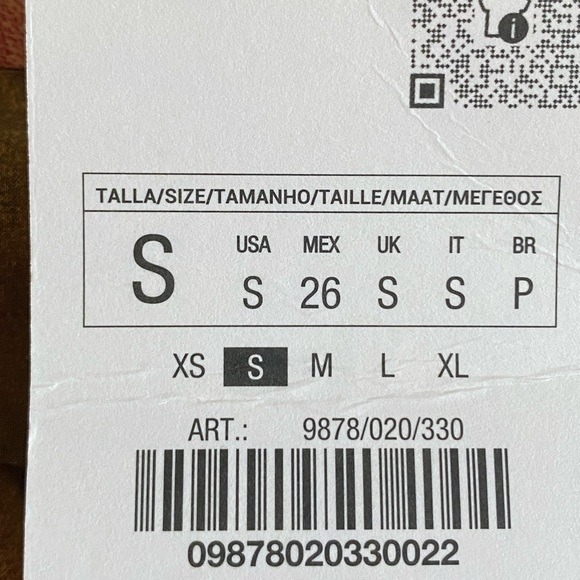 TALLA/SIZE/TAMANHO/TAILLE/MAAT/ΜΕΓΕΘΟΣ
S
USA MEX UK IT BR
S 26 S S P
XS S M L XL
ART.: 9878/020/330
09878020330022